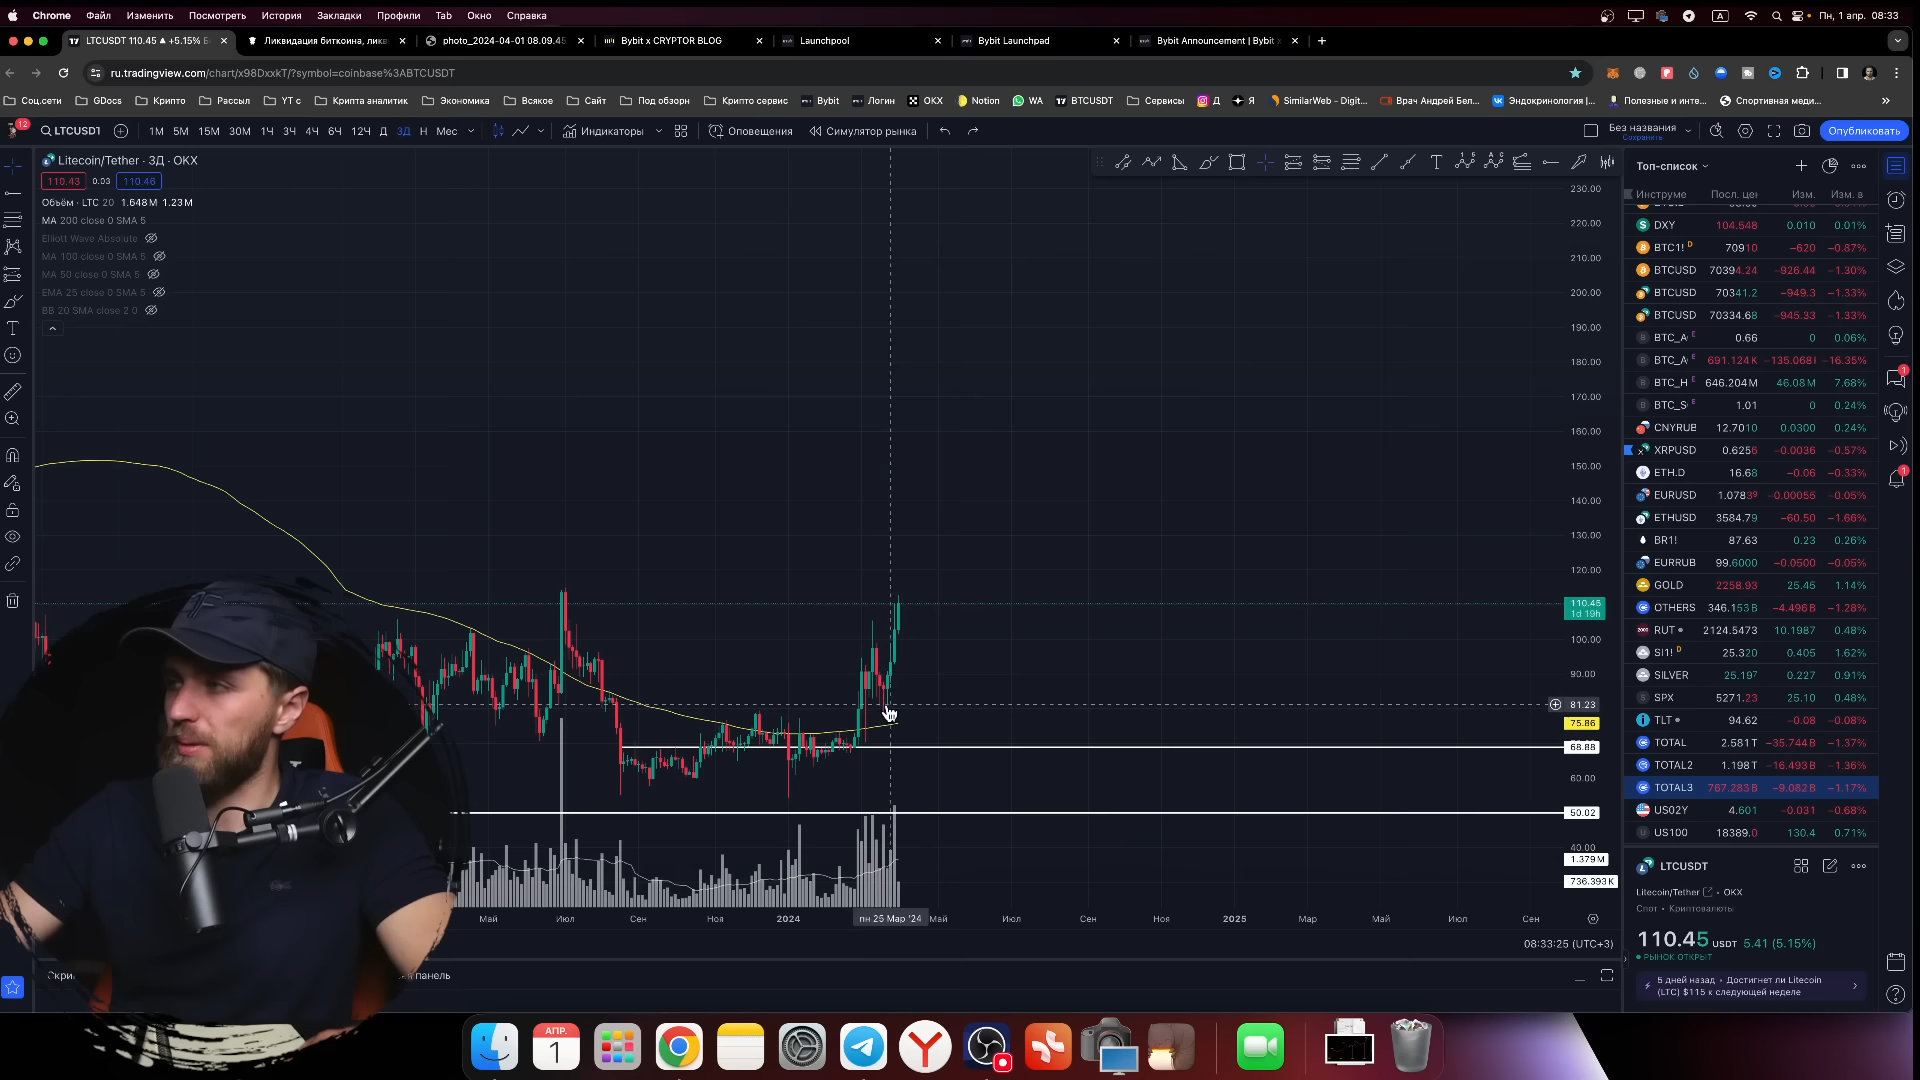 Chrome Файл Изменить Посмотреть История Закладки Профили Tab Окно Справка A Пн, 1 апр. 08:33
LTCUSDT 110.45 ▲ +5.15% Ликвидация биткоина, лик photo_2024-04-01 08.09.45 Bybit x CRYPTOR BLOG Launchpool Bybit Launchpad Bybit Announcement | Bybit
ru.tradingview.com/chart/x98DxxkT/?symbol=coinbase%3ABTCUSDT
Соц.сети GDocs Крипто Рассыл YT с Крипта аналитик Экономика Всякое Сайт Под обзорн Крипто сервис Bybit Логин OKX Notion WA BTCUSDT Сервисы Д Я SimilarWeb - Digit... Врач Андрей Бел... Эндокринология |... Полезные и инте... Спортивная меди... »
12 LTCUSDT 1М 5М 15М 30М 1Ч 3Ч 4Ч 6Ч 12Ч Д 3Д Н Мес Индикаторы Оповещения Симулятор рынка Без названия Сохранить Опубликовать
Litecoin/Tether · 3Д · OKX
110.43 0.03 110.46
Объём · LTC 20 1.648M 1.23M
MA 200 close 0 SMA 5
Elliott Wave Absolute
MA 100 close 0 SMA 5
MA 50 close 0 SMA 5
EMA 25 close 0 SMA 5
BB 20 SMA close 2 0
230.00
220.00
210.00
200.00
190.00
180.00
170.00
160.00
150.00
140.00
130.00
120.00
110.45
1d 19h
100.00
90.00
81.23
75.86
68.88
60.00
50.02
40.00
1.379M
736.393K
Май Июл Сен Ноя 2024 пн 25 Мар '24 Май Июл Сен Ноя 2025 Мар Май Июл Сен
08:33:25 (UTC+3)
панель
Топ-список
Инструме Посл. цен Изм. Изм. в
DXY 104.548 0.010 0.01%
BTC1! D 70910 −620 −0.87%
BTCUSD 70394.24 −926.44 −1.30%
BTCUSD 70341.2 −949.3 −1.33%
BTCUSD 70334.68 −945.33 −1.33%
BTC_A E 0.66 0 0.06%
BTC_A E 691.124K −135.068K −16.35%
BTC_H E 646.204M 46.08M 7.68%
BTC_S E 1.01 0 0.24%
CNYRUB 12.7010 0.0300 0.24%
XRPUSD 0.6256 −0.0036 −0.57%
ETH.D 16.68 −0.06 −0.33%
EURUSD 1.07839 −0.00055 −0.05%
ETHUSD 3584.79 −60.50 −1.66%
BR1! 87.63 0.23 0.26%
EURRUB 99.6000 −0.0500 −0.05%
GOLD 2258.93 25.45 1.14%
OTHERS 346.153B −4.496B −1.28%
RUT 2124.5473 10.1987 0.48%
SI1! D 25.320 0.405 1.62%
SILVER 25.197 0.227 0.91%
SPX 5271.23 25.10 0.48%
TLT 94.62 −0.08 −0.08%
TOTAL 2.581T −35.744B −1.37%
TOTAL2 1.198T −16.493B −1.36%
TOTAL3 767.283B −9.082B −1.17%
US02Y 4.601 −0.031 −0.68%
US100 18389.0 130.4 0.71%
LTCUSDT
Litecoin/Tether • OKX
Спот • Криптовалюты
110.45 USDT 5.41 (5.15%)
РЫНОК ОТКРЫТ
5 дней назад • Достигнет ли Litecoin
(LTC) $115 к следующей неделе
АПР.
1